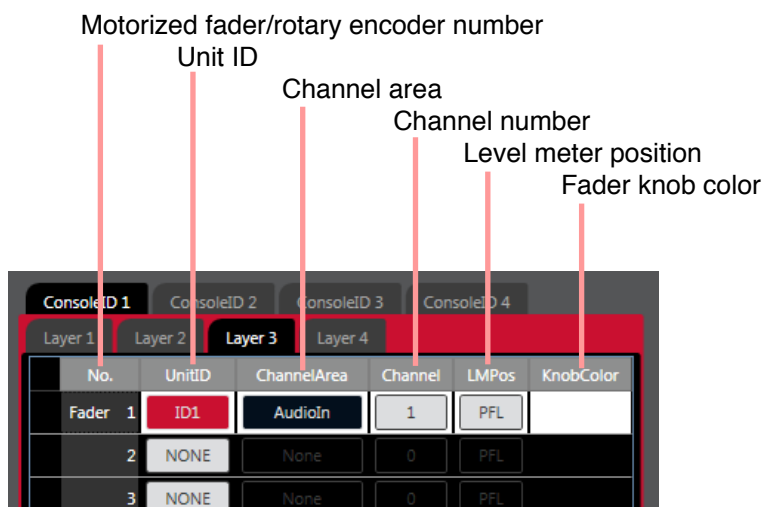 Motorized fader/rotary encoder number
Unit ID
Channel area
Channel number
Level meter position
Fader knob color
ConsoleID 1 ConsoleID 2 ConsoleID 3 ConsoleID 4
Layer 1 Layer 2 Layer 3 Layer 4
No. UnitID ChannelArea Channel LMPos KnobColor
Fader 1 ID1 AudioIn 1 PFL
2 NONE None 0 PFL
3 NONE None 0 PFL